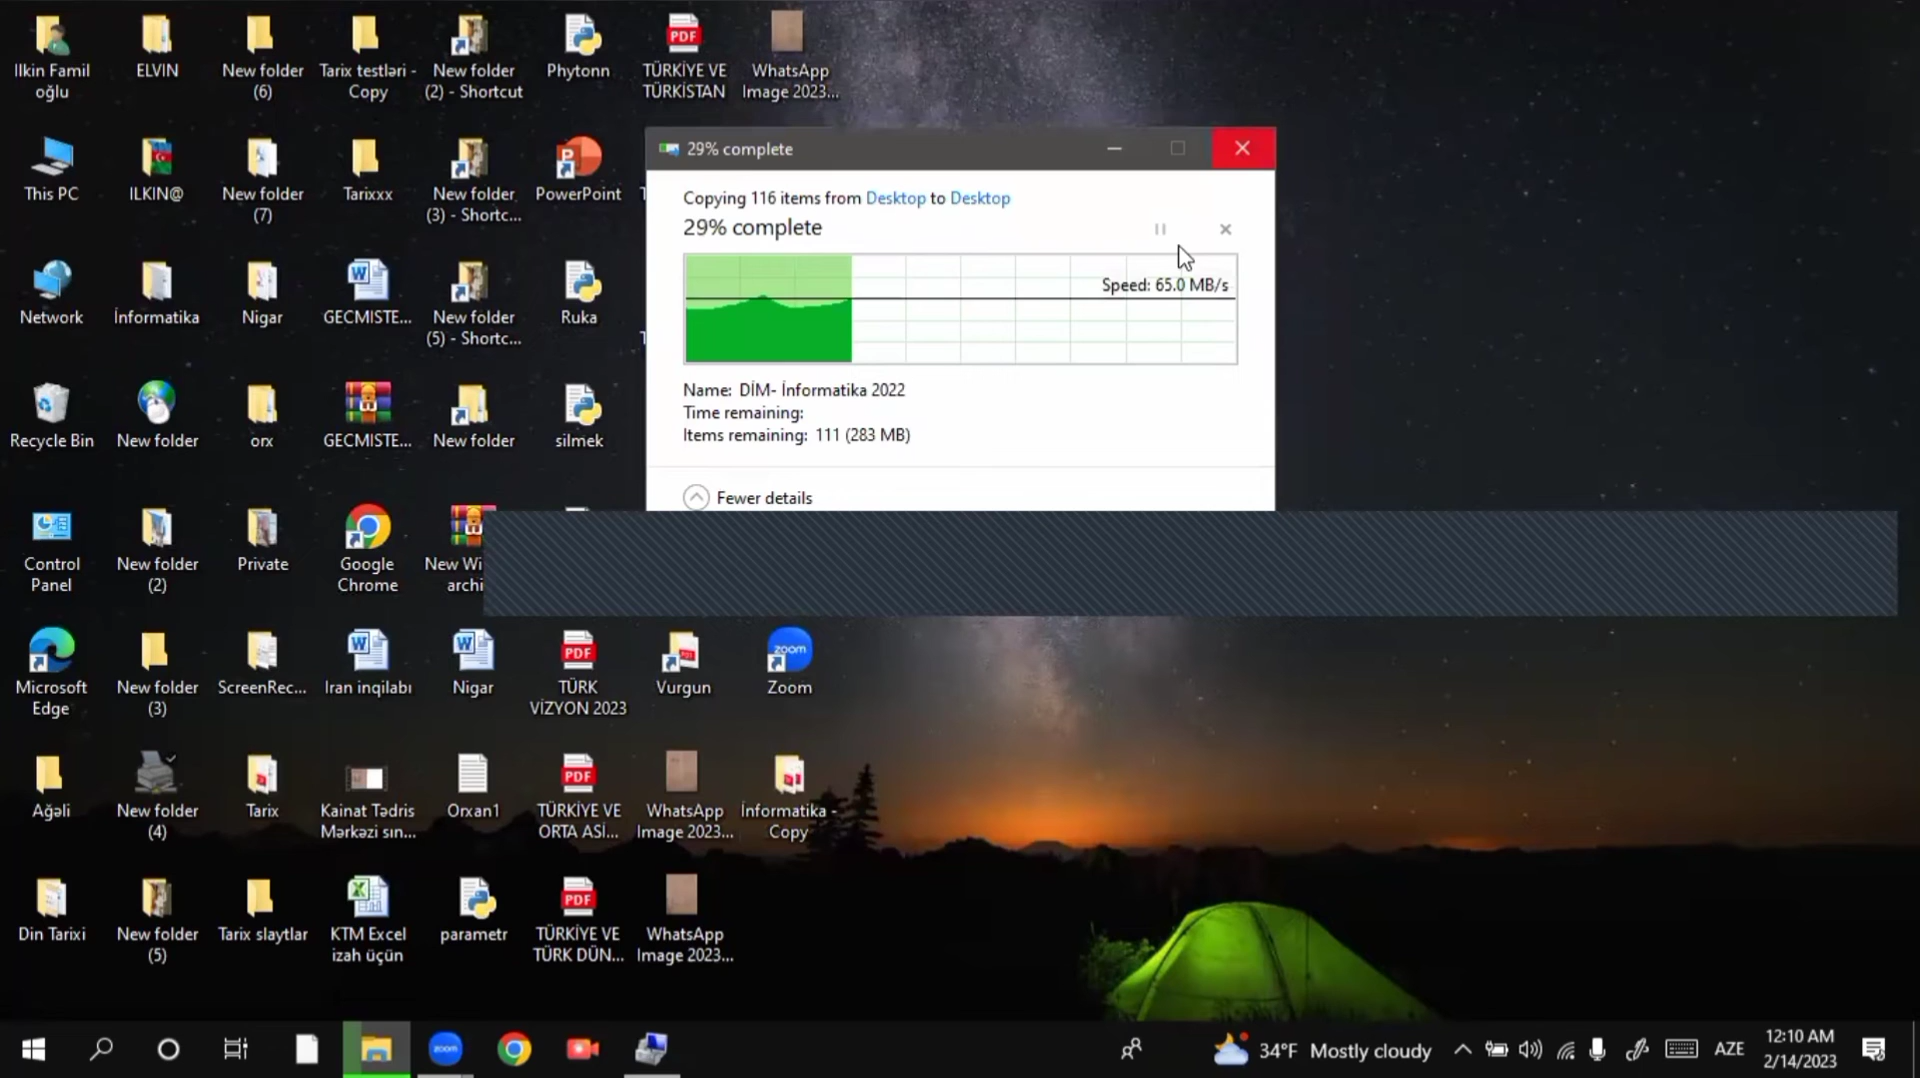 Ilkin Famil
oğlu
ELVIN
New folder
(6)
Tarix testləri -
Copy
New folder
(2) - Shortcut
Phytonn
TÜRKİYE VE
TÜRKİSTAN
WhatsApp
Image 2023...
This PC
ILKIN@
New folder
(7)
Tarixxx
New folder
(3) - Shortc...
PowerPoint
Network
İnformatika
Nigar
GECMISTE...
New folder
(5) - Shortc...
Ruka
Recycle Bin
New folder
orx
GECMISTE...
New folder
silmek
29% complete
Copying 116 items from Desktop to Desktop
29% complete
Speed: 65.0 MB/s
Name: DİM- İnformatika 2022
Time remaining:
Items remaining: 111 (283 MB)
Fewer details
Control
Panel
New folder
(2)
Private
Google
Chrome
New Wi
archi
Microsoft
Edge
New folder
(3)
ScreenRec...
Iran inqilabı
Nigar
TÜRK
VİZYON 2023
Vurgun
zoom
Zoom
Ağəli
New folder
(4)
Tarix
Kainat Tədris
Mərkəzi sın...
Orxan1
TÜRKİYE VE
ORTA ASİ...
WhatsApp
Image 2023...
İnformatika -
Copy
Din Tarixi
New folder
(5)
Tarix slaytlar
KTM Excel
izah üçün
parametr
TÜRKİYE VE
TÜRK DÜN...
WhatsApp
Image 2023...
PDF
PDF
PDF
PDF
zoom
34°F Mostly cloudy
AZE
12:10 AM
2/14/2023